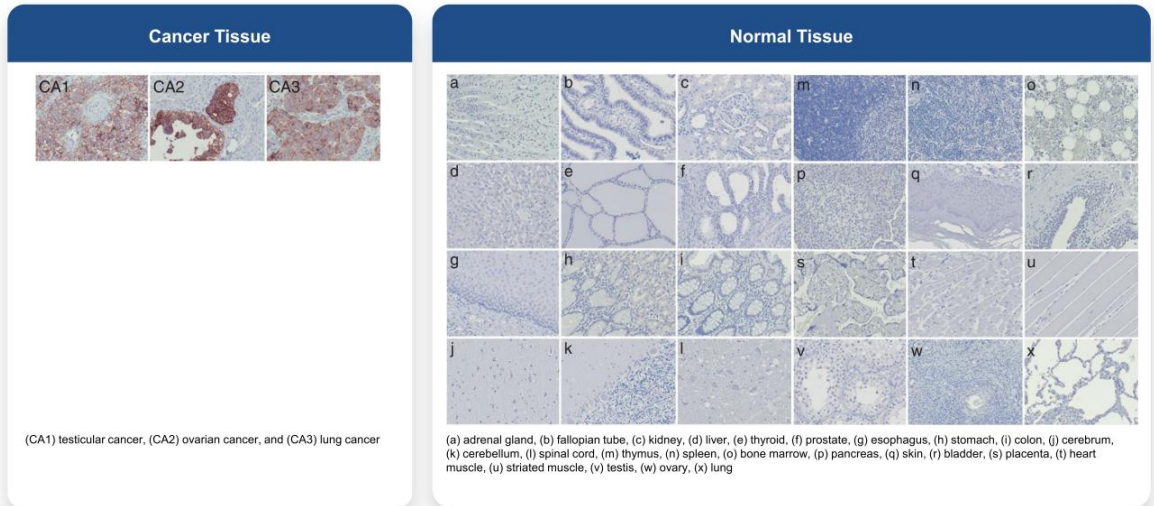 Cancer Tissue
CA1
CA2
CA3
(CA1) testicular cancer, (CA2) ovarian cancer, and (CA3) lung cancer
Normal Tissue
a
b
c
m
n
o
d
e
f
p
q
r
g
h
i
s
t
u
j
k
l
v
w
x
(a) adrenal gland, (b) fallopian tube, (c) kidney, (d) liver, (e) thyroid, (f) prostate, (g) esophagus, (h) stomach, (i) colon, (j) cerebrum,
(k) cerebellum, (l) spinal cord, (m) thymus, (n) spleen, (o) bone marrow, (p) pancreas, (q) skin, (r) bladder, (s) placenta, (t) heart
muscle, (u) striated muscle, (v) testis, (w) ovary, (x) lung